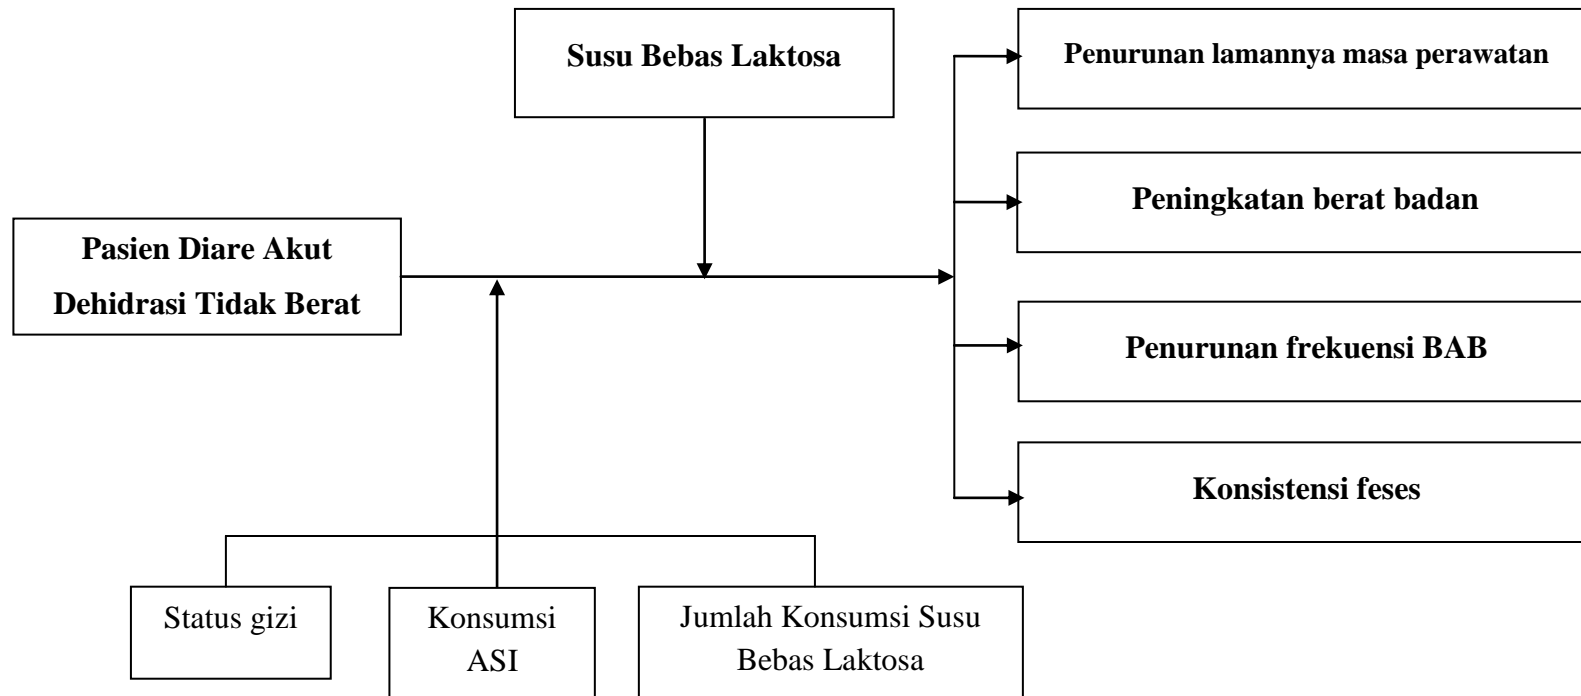 Susu Bebas Laktosa
Penurunan lamannya masa perawatan
Peningkatan berat badan
Pasien Diare Akut
Dehidrasi Tidak Berat
Penurunan frekuensi BAB
Konsistensi feses
Status gizi
Konsumsi
ASI
Jumlah Konsumsi Susu
Bebas Laktosa